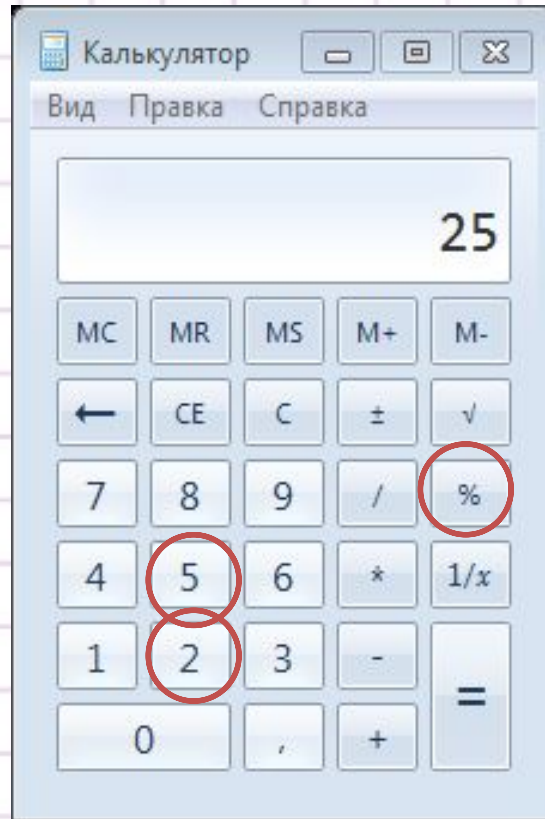 Калькулятор
Вид Правка Справка
25
MC MR MS M+ M-
← CE C ± √
7 8 9 / %
4 5 6 * 1/x
1 2 3 - =
0 , +